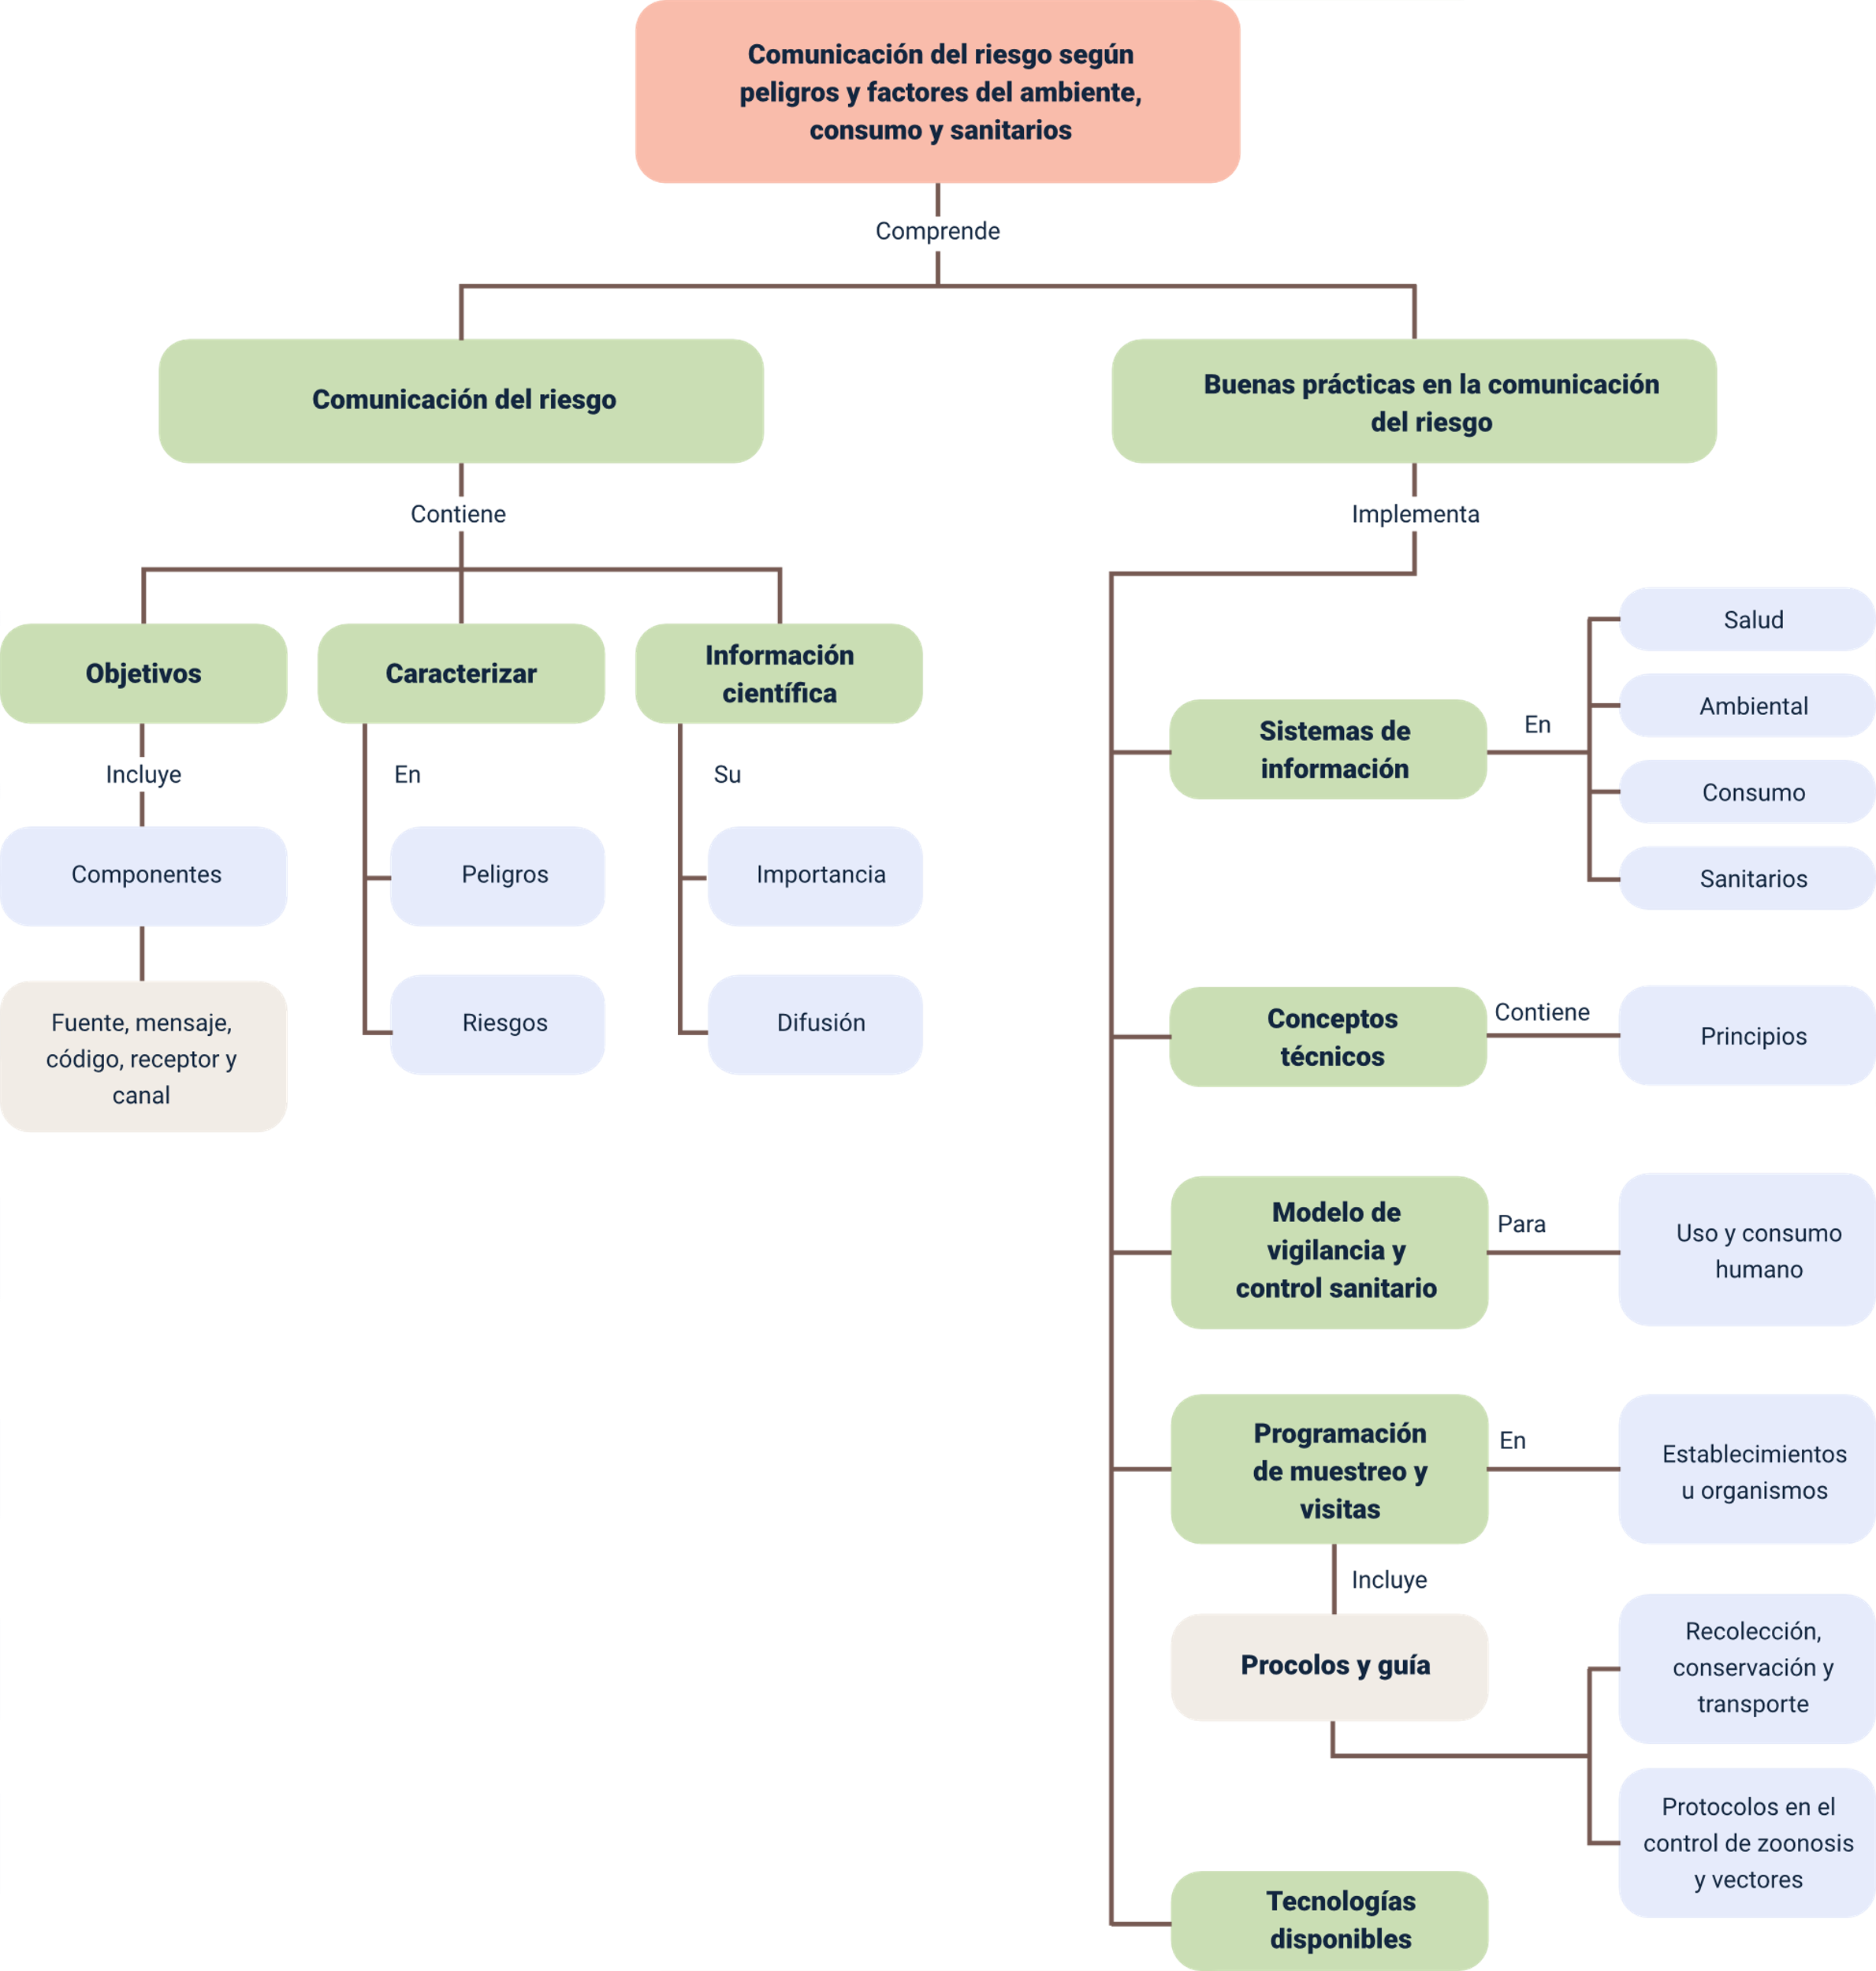 Comunicación del riesgo según
peligros y factores del ambiente,
consumo y sanitarios
Comprende
Comunicación del riesgo
Contiene
Objetivos
Incluye
Componentes
Fuente, mensaje,
código, receptor y
canal
Caracterizar
En
Peligros
Riesgos
Información
científica
Su
Importancia
Difusión
Buenas prácticas en la comunicación
del riesgo
Implementa
Sistemas de
información
En
Salud
Ambiental
Consumo
Sanitarios
Conceptos
técnicos
Contiene
Principios
Modelo de
vigilancia y
control sanitario
Para
Uso y consumo
humano
Programación
de muestreo y
visitas
En
Establecimientos
u organismos
Incluye
Procolos y guía
Recolección,
conservación y
transporte
Protocolos en el
control de zoonosis
y vectores
Tecnologías
disponibles